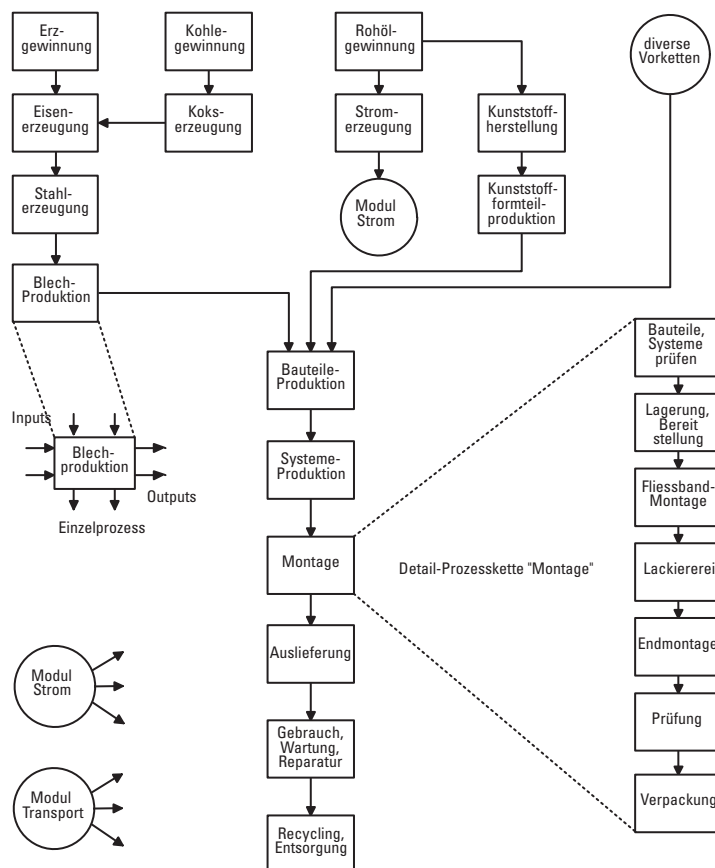 Erz-
gewinnung
Kohle-
gewinnung
Rohöl-
gewinnung
diverse
Vorketten
Eisen-
erzeugung
Koks-
erzeugung
Strom-
erzeugung
Kunststoff-
herstellung
Stahl-
erzeugung
Modul
Strom
Kunststoff-
formteil-
produktion
Blech-
Produktion
Bauteile-
Produktion
Bauteile,
Systeme
prüfen
Inputs
Blech-
produktion
Outputs
Einzelprozess
Systeme-
Produktion
Lagerung,
Bereit
stellung
Fliessband-
Montage
Montage
Detail-Prozesskette "Montage"
Lackiererei
Auslieferung
Endmontage
Modul
Strom
Gebrauch,
Wartung,
Reparatur
Prüfung
Modul
Transport
Verpackung
Recycling,
Entsorgung